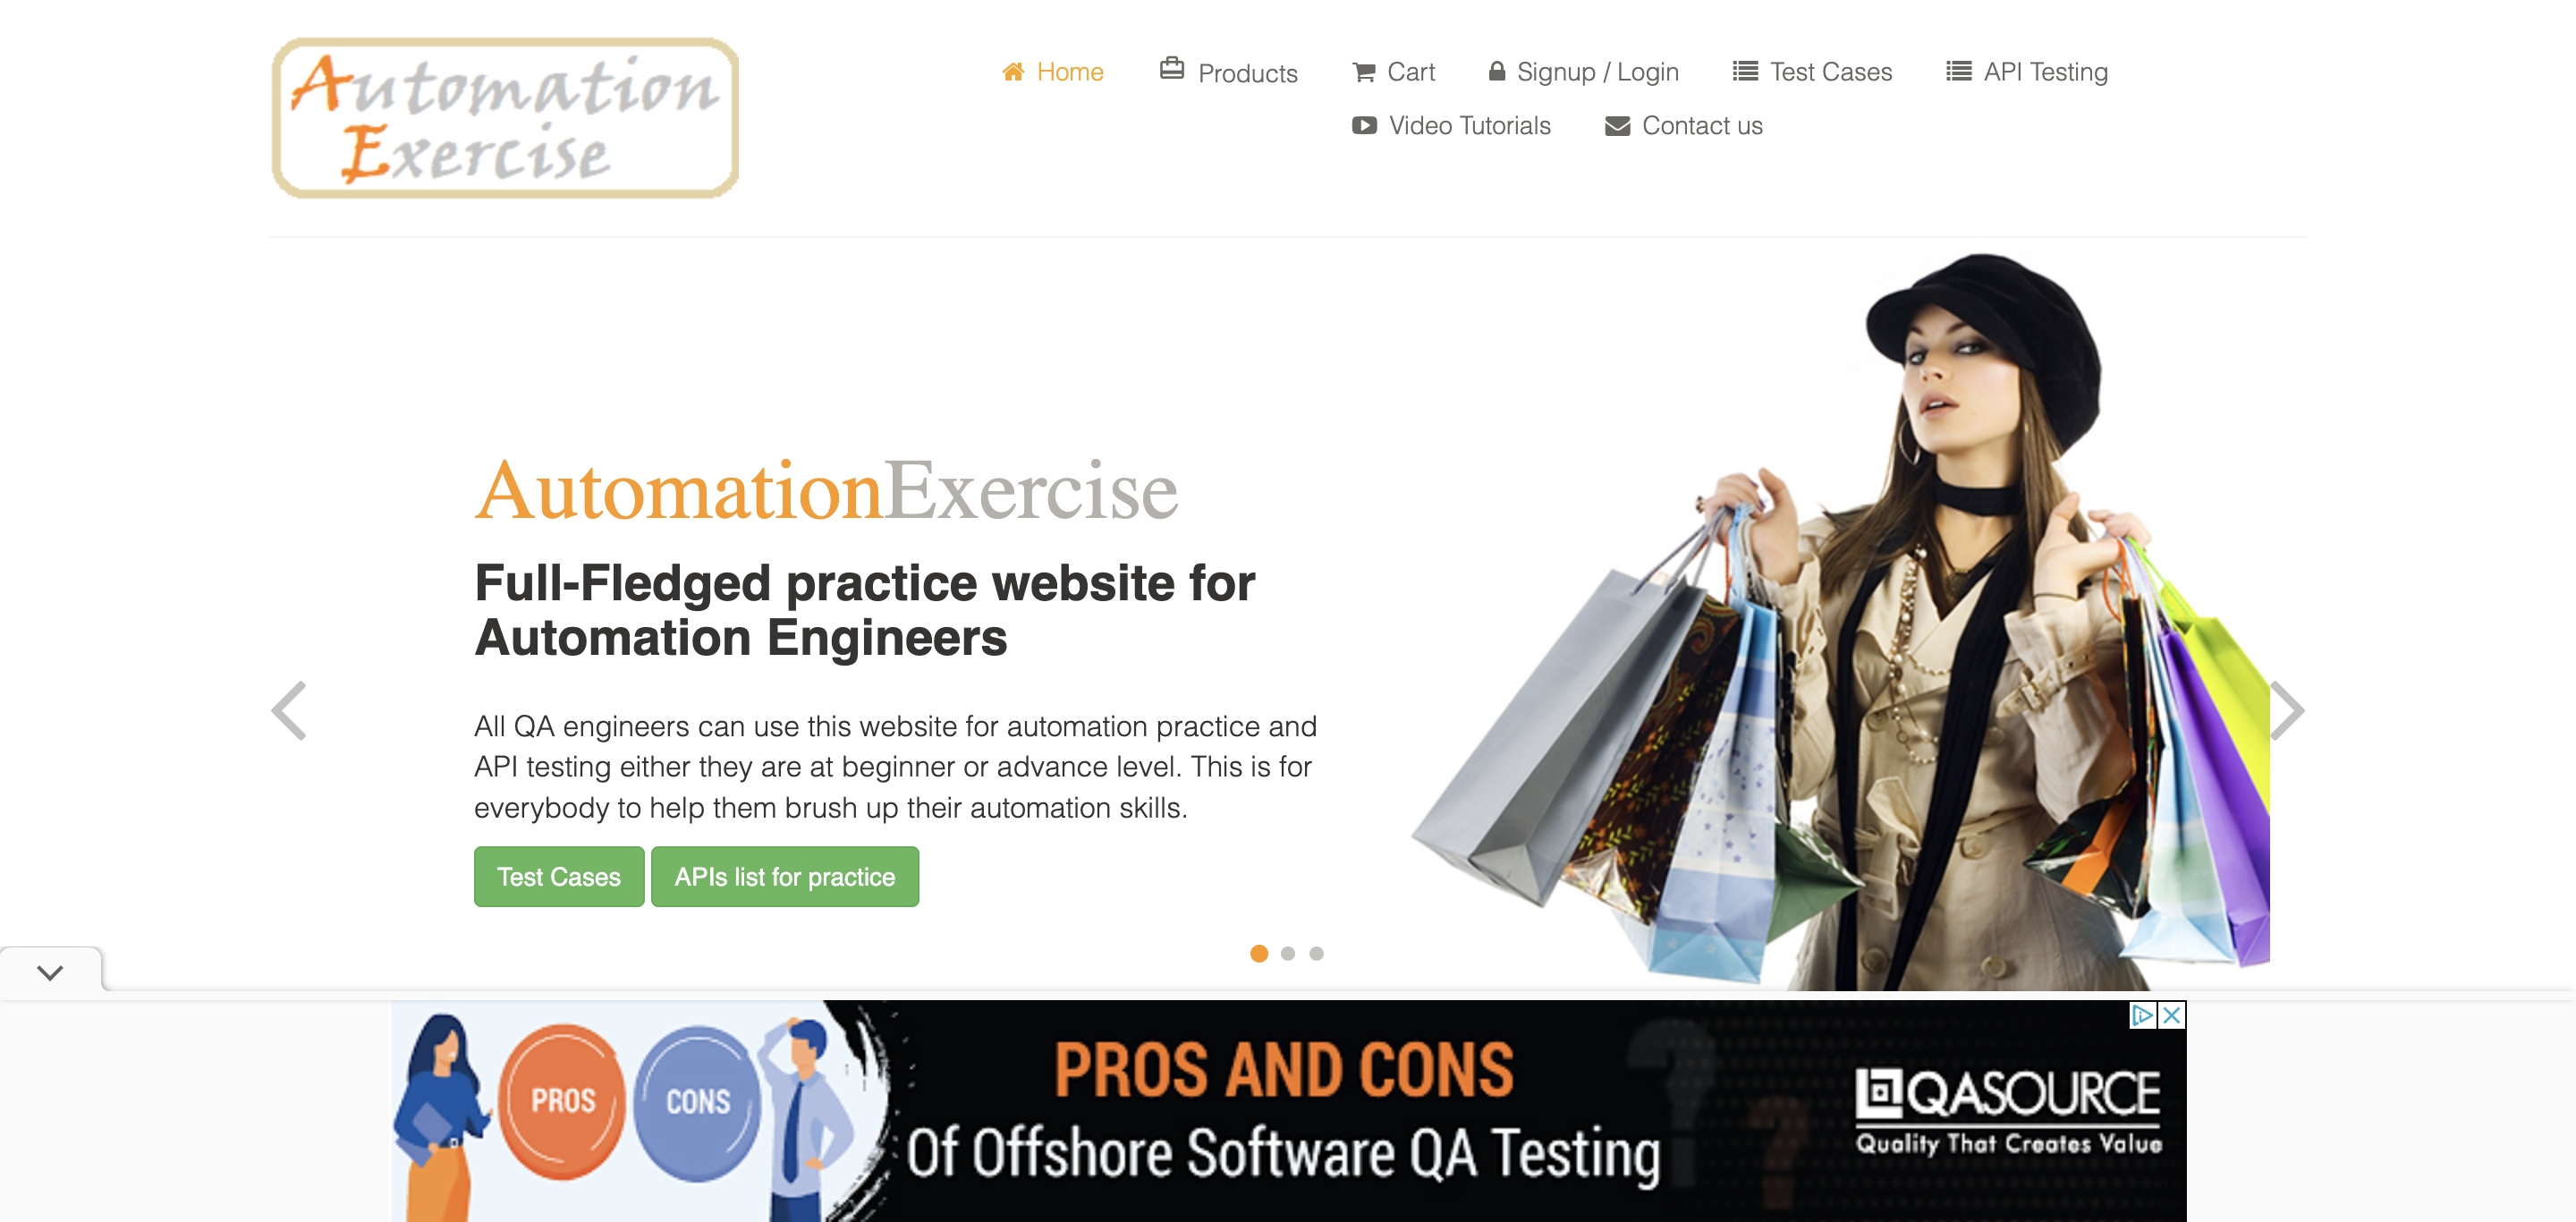 Automation
Exercise
Home Products Cart Signup / Login Test Cases API Testing
Video Tutorials Contact us
AutomationExercise
Full-Fledged practice website for
Automation Engineers
All QA engineers can use this website for automation practice and
API testing either they are at beginner or advance level. This is for
everybody to help them brush up their automation skills.
Test Cases APIs list for practice
PROS CONS
PROS AND CONS
Of Offshore Software QA Testing
QASOURCE
Quality That Creates Value